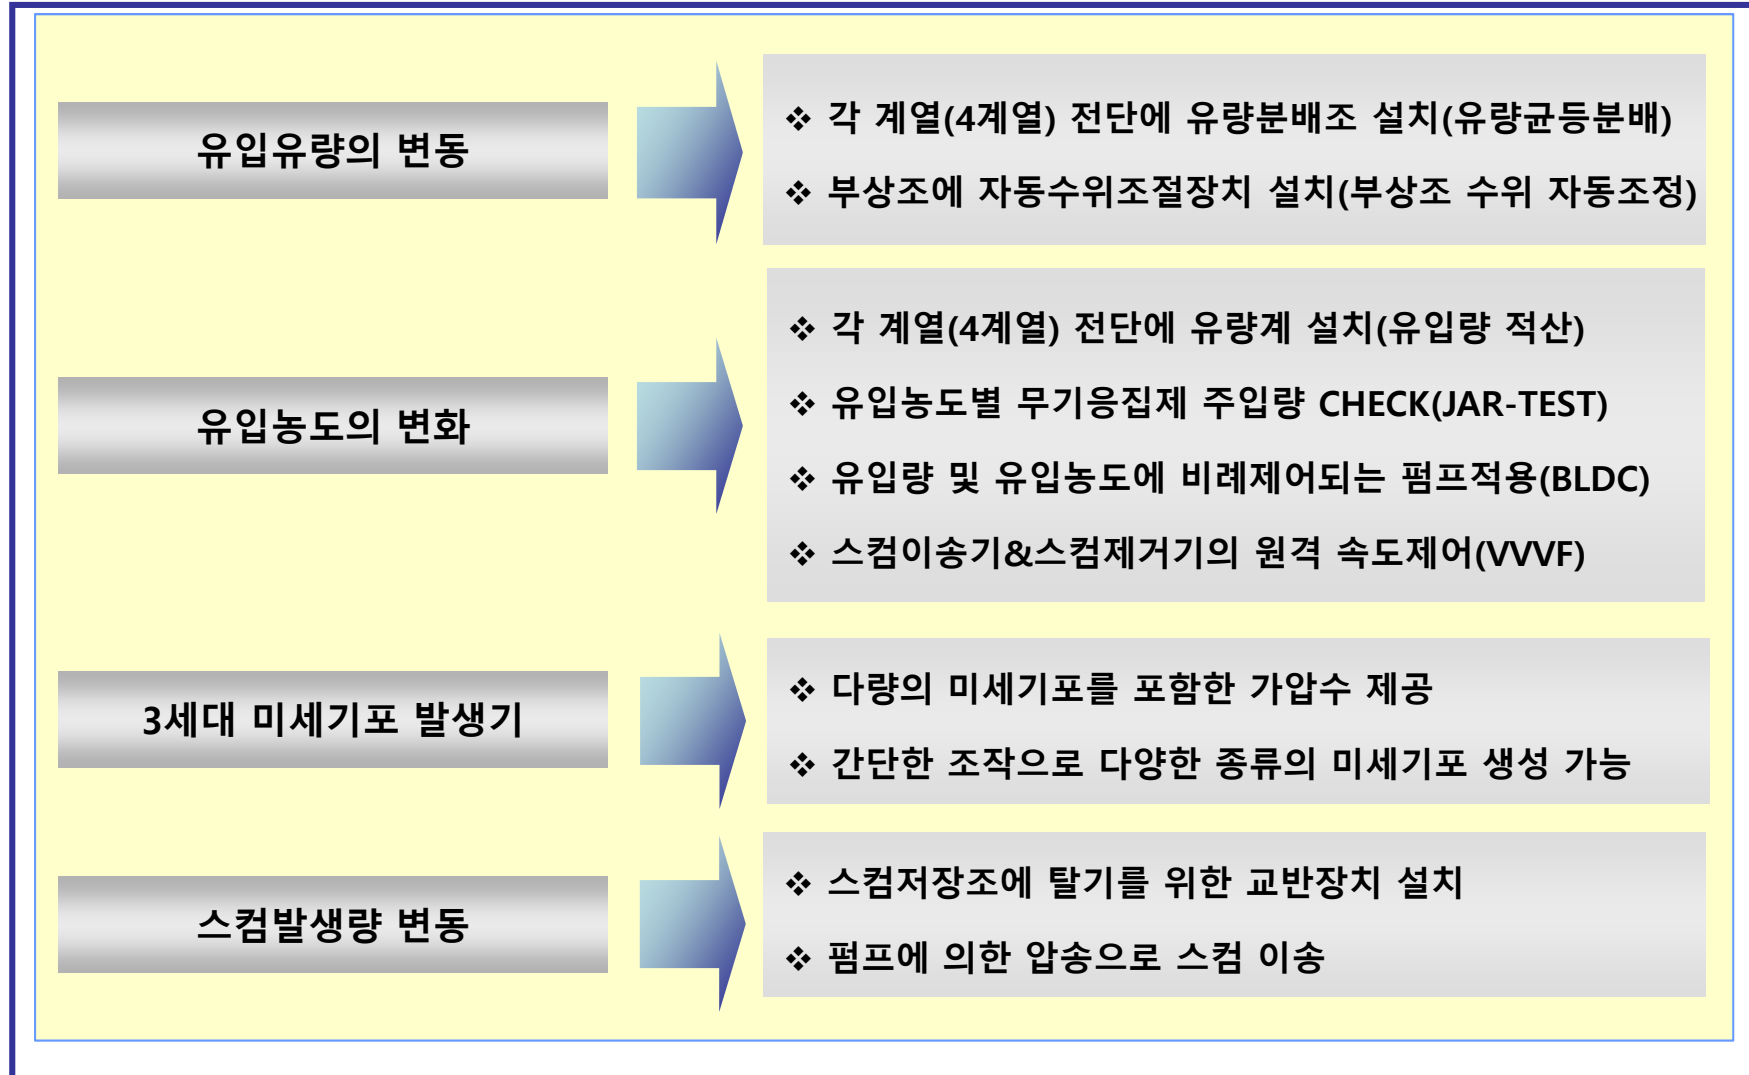 유입유량의 변동
❖ 각 계열(4계열) 전단에 유량분배조 설치(유량균등분배)
❖ 부상조에 자동수위조절장치 설치(부상조 수위 자동조정)
유입농도의 변화
❖ 각 계열(4계열) 전단에 유량계 설치(유입량 적산)
❖ 유입농도별 무기응집제 주입량 CHECK(JAR-TEST)
❖ 유입량 및 유입농도에 비례제어되는 펌프적용(BLDC)
❖ 스컴이송기&스컴제거기의 원격 속도제어(VVVF)
3세대 미세기포 발생기
❖ 다량의 미세기포를 포함한 가압수 제공
❖ 간단한 조작으로 다양한 종류의 미세기포 생성 가능
스컴발생량 변동
❖ 스컴저장조에 탈기를 위한 교반장치 설치
❖ 펌프에 의한 압송으로 스컴 이송